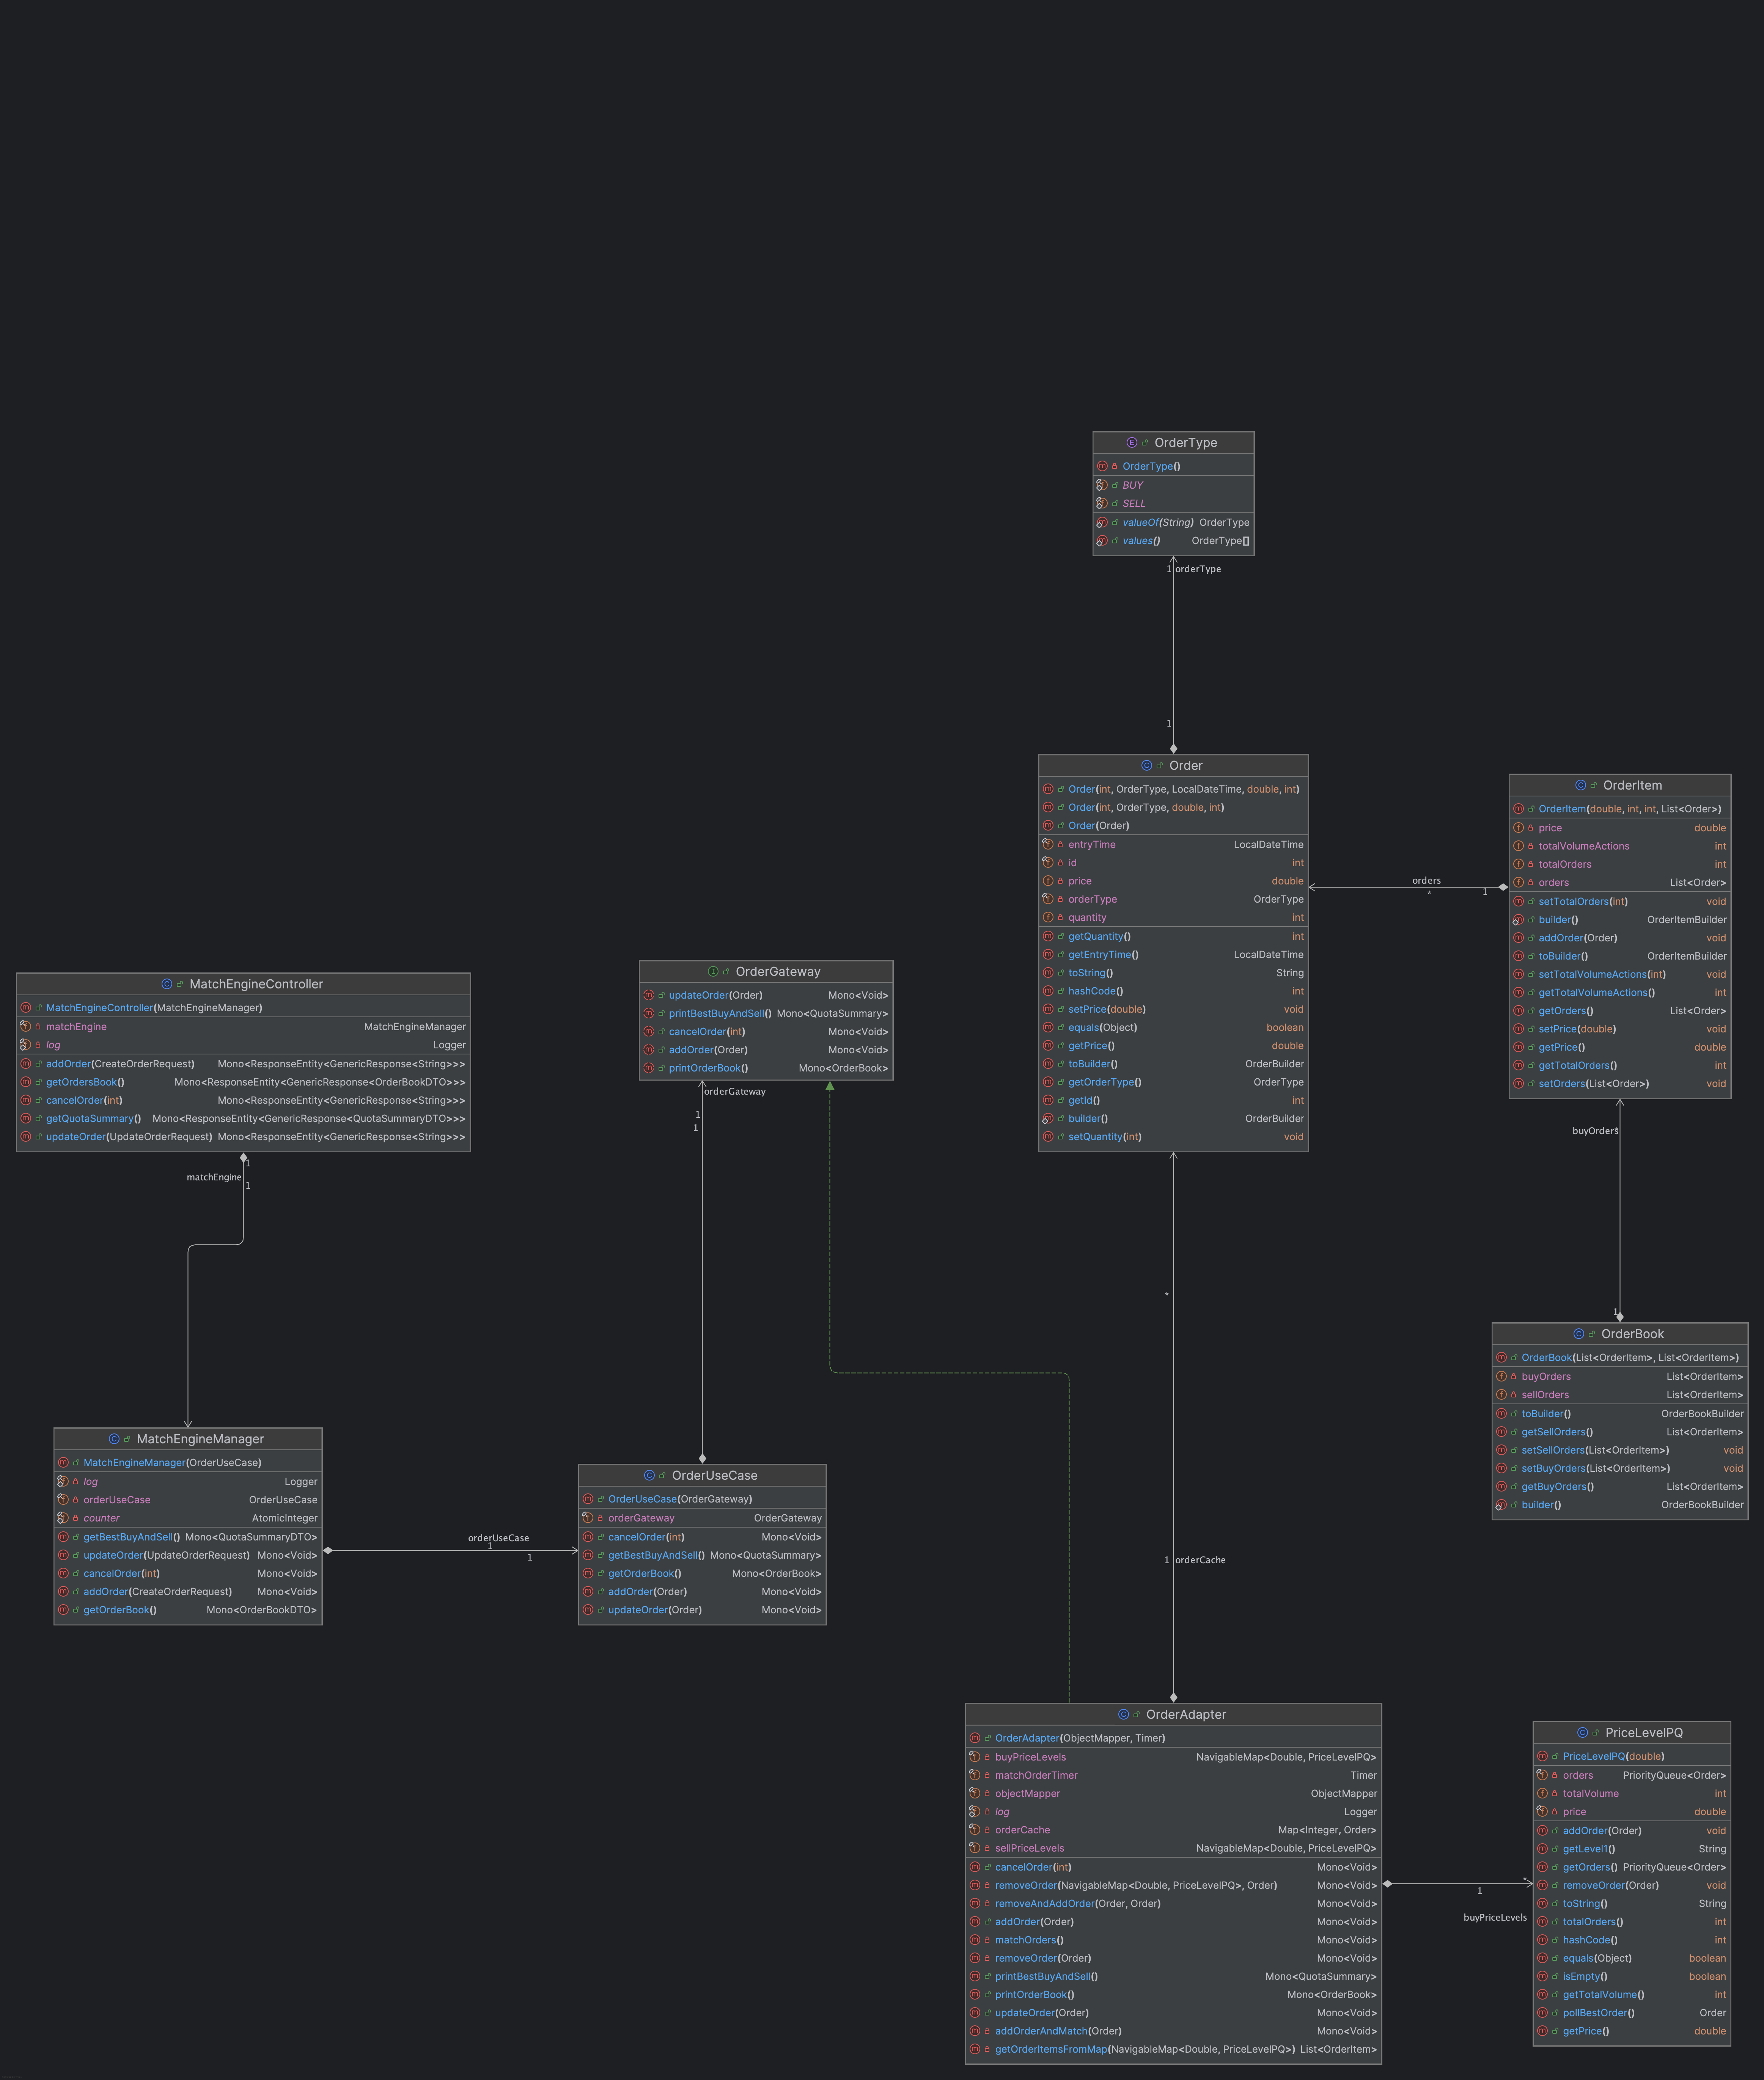 OrderType
OrderType()
BUY
SELL
valueOf(String) OrderType
values() OrderType[]
1 orderType
1
Order
Order(int, OrderType, LocalDateTime, double, int)
Order(int, OrderType, double, int)
Order(Order)
entryTime LocalDateTime
id int
price double
orderType OrderType
quantity int
getQuantity() int
getEntryTime() LocalDateTime
toString() String
hashCode() int
setPrice(double) void
equals(Object) boolean
getPrice() double
toBuilder() OrderBuilder
getOrderType() OrderType
getId() int
builder() OrderBuilder
setQuantity(int) void
orders
* 1
OrderItem
OrderItem(double, int, int, List<Order>)
price double
totalVolumeActions int
totalOrders int
orders List<Order>
setTotalOrders(int) void
builder() OrderItemBuilder
addOrder(Order) void
toBuilder() OrderItemBuilder
setTotalVolumeActions(int) void
getTotalVolumeActions() int
getOrders() List<Order>
setPrice(double) void
getPrice() double
getTotalOrders() int
setOrders(List<Order>) void
MatchEngineController
MatchEngineController(MatchEngineManager)
matchEngine MatchEngineManager
log Logger
addOrder(CreateOrderRequest) Mono<ResponseEntity<GenericResponse<String>>>
getOrdersBook() Mono<ResponseEntity<GenericResponse<OrderBookDTO>>>
cancelOrder(int) Mono<ResponseEntity<GenericResponse<String>>>
getQuotaSummary() Mono<ResponseEntity<GenericResponse<QuotaSummaryDTO>>>
updateOrder(UpdateOrderRequest) Mono<ResponseEntity<GenericResponse<String>>>
1
matchEngine
1
OrderGateway
updateOrder(Order) Mono<Void>
printBestBuyAndSell() Mono<QuotaSummary>
cancelOrder(int) Mono<Void>
addOrder(Order) Mono<Void>
printOrderBook() Mono<OrderBook>
orderGateway
1
1
buyOrders
*
1
OrderBook
OrderBook(List<OrderItem>, List<OrderItem>)
buyOrders List<OrderItem>
sellOrders List<OrderItem>
toBuilder() OrderBookBuilder
getSellOrders() List<OrderItem>
setSellOrders(List<OrderItem>) void
setBuyOrders(List<OrderItem>) void
getBuyOrders() List<OrderItem>
builder() OrderBookBuilder
MatchEngineManager
MatchEngineManager(OrderUseCase)
log Logger
orderUseCase OrderUseCase
counter AtomicInteger
getBestBuyAndSell() Mono<QuotaSummaryDTO>
updateOrder(UpdateOrderRequest) Mono<Void>
cancelOrder(int) Mono<Void>
addOrder(CreateOrderRequest) Mono<Void>
getOrderBook() Mono<OrderBookDTO>
orderUseCase
1
1
OrderUseCase
OrderUseCase(OrderGateway)
orderGateway OrderGateway
cancelOrder(int) Mono<Void>
getBestBuyAndSell() Mono<QuotaSummary>
getOrderBook() Mono<OrderBook>
addOrder(Order) Mono<Void>
updateOrder(Order) Mono<Void>
*
1 orderCache
OrderAdapter
OrderAdapter(ObjectMapper, Timer)
buyPriceLevels NavigableMap<Double, PriceLevelPQ>
matchOrderTimer Timer
objectMapper ObjectMapper
log Logger
orderCache Map<Integer, Order>
sellPriceLevels NavigableMap<Double, PriceLevelPQ>
cancelOrder(int) Mono<Void>
removeOrder(NavigableMap<Double, PriceLevelPQ>, Order) Mono<Void>
removeAndAddOrder(Order, Order) Mono<Void>
addOrder(Order) Mono<Void>
matchOrders() Mono<Void>
removeOrder(Order) Mono<Void>
printBestBuyAndSell() Mono<QuotaSummary>
printOrderBook() Mono<OrderBook>
updateOrder(Order) Mono<Void>
addOrderAndMatch(Order) Mono<Void>
getOrderItemsFromMap(NavigableMap<Double, PriceLevelPQ>) List<OrderItem>
*
1
buyPriceLevels
PriceLevelPQ
PriceLevelPQ(double)
orders PriorityQueue<Order>
totalVolume int
price double
addOrder(Order) void
getLevel1() String
getOrders() PriorityQueue<Order>
removeOrder(Order) void
toString() String
totalOrders() int
hashCode() int
equals(Object) boolean
isEmpty() boolean
getTotalVolume() int
pollBestOrder() Order
getPrice() double